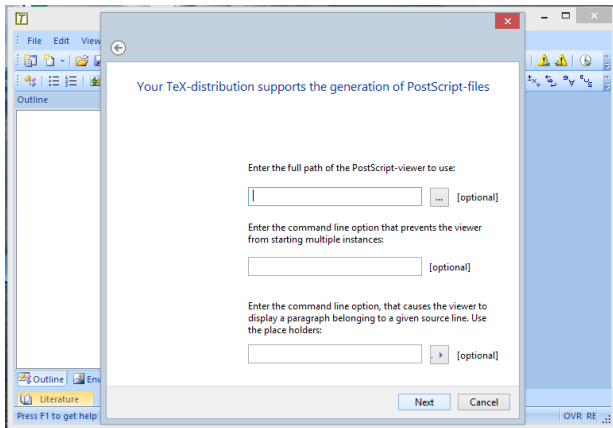 File Edit View
Outline
Your TeX-distribution supports the generation of PostScript-files
Enter the full path of the PostScript-viewer to use:
... [optional]
Enter the command line option that prevents the viewer
from starting multiple instances:
[optional]
Enter the command line option, that causes the viewer to
display a paragraph belonging to a given source line. Use
the place holders:
[optional]
Outline
Literature
Next Cancel
Press F1 to get help
OVR